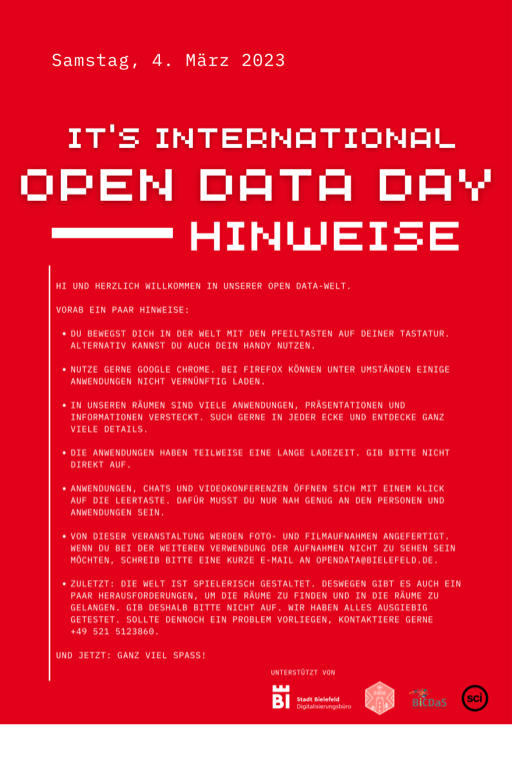 Samstag, 4. März 2023
IT'S INTERNATIONAL
OPEN DATA DAY
HINWEISE
HI UND HERZLICH WILLKOMMEN IN UNSERER OPEN DATA-WELT.
VORAB EIN PAAR HINWEISE:
• DU BEWEGST DICH IN DER WELT MIT DEN PFEILTASTEN AUF DEINER TASTATUR.
ALTERNATIV KANNST DU AUCH DEIN HANDY NUTZEN.
• NUTZE GERNE GOOGLE CHROME. BEI FIREFOX KÖNNEN UNTER UMSTÄNDEN EINIGE
ANWENDUNGEN NICHT VERNÜNFTIG LADEN.
• IN UNSEREN RÄUMEN SIND VIELE ANWENDUNGEN, PRÄSENTATIONEN UND
INFORMATIONEN VERSTECKT. SUCH GERNE IN JEDER ECKE UND ENTDECKE GANZ
VIELE DETAILS.
• DIE ANWENDUNGEN HABEN TEILWEISE EINE LANGE LADEZEIT. GIB BITTE NICHT
DIREKT AUF.
• ANWENDUNGEN, CHATS UND VIDEOKONFERENZEN ÖFFNEN SICH MIT EINEM KLICK
AUF DIE LEERTASTE. DAFÜR MUSST DU NUR NAH GENUG AN DEN PERSONEN UND
ANWENDUNGEN SEIN.
• VON DIESER VERANSTALTUNG WERDEN FOTO- UND FILMAUFNAHMEN ANGEFERTIGT.
WENN DU BEI DER WEITEREN VERWENDUNG DER AUFNAHMEN NICHT ZU SEHEN SEIN
MÖCHTEN, SCHREIB BITTE EINE KURZE E-MAIL AN OPENDATA@BIELEFELD.DE.
• ZULETZT: DIE WELT IST SPIELERISCH GESTALTET. DESWEGEN GIBT ES AUCH EIN
PAAR HERAUSFORDERUNGEN, UM DIE RÄUME ZU FINDEN UND IN DIE RÄUME ZU
GELANGEN. GIB DESHALB BITTE NICHT AUF. WIR HABEN ALLES AUSGIEBIG
GETESTET. SOLLTE DENNOCH EIN PROBLEM VORLIEGEN, KONTAKTIERE GERNE
+49 521 5123860.
UND JETZT: GANZ VIEL SPASS!
UNTERSTÜTZT VON
BI Stadt Bielefeld
Digitalisierungsbüro
BiCDaS
sci